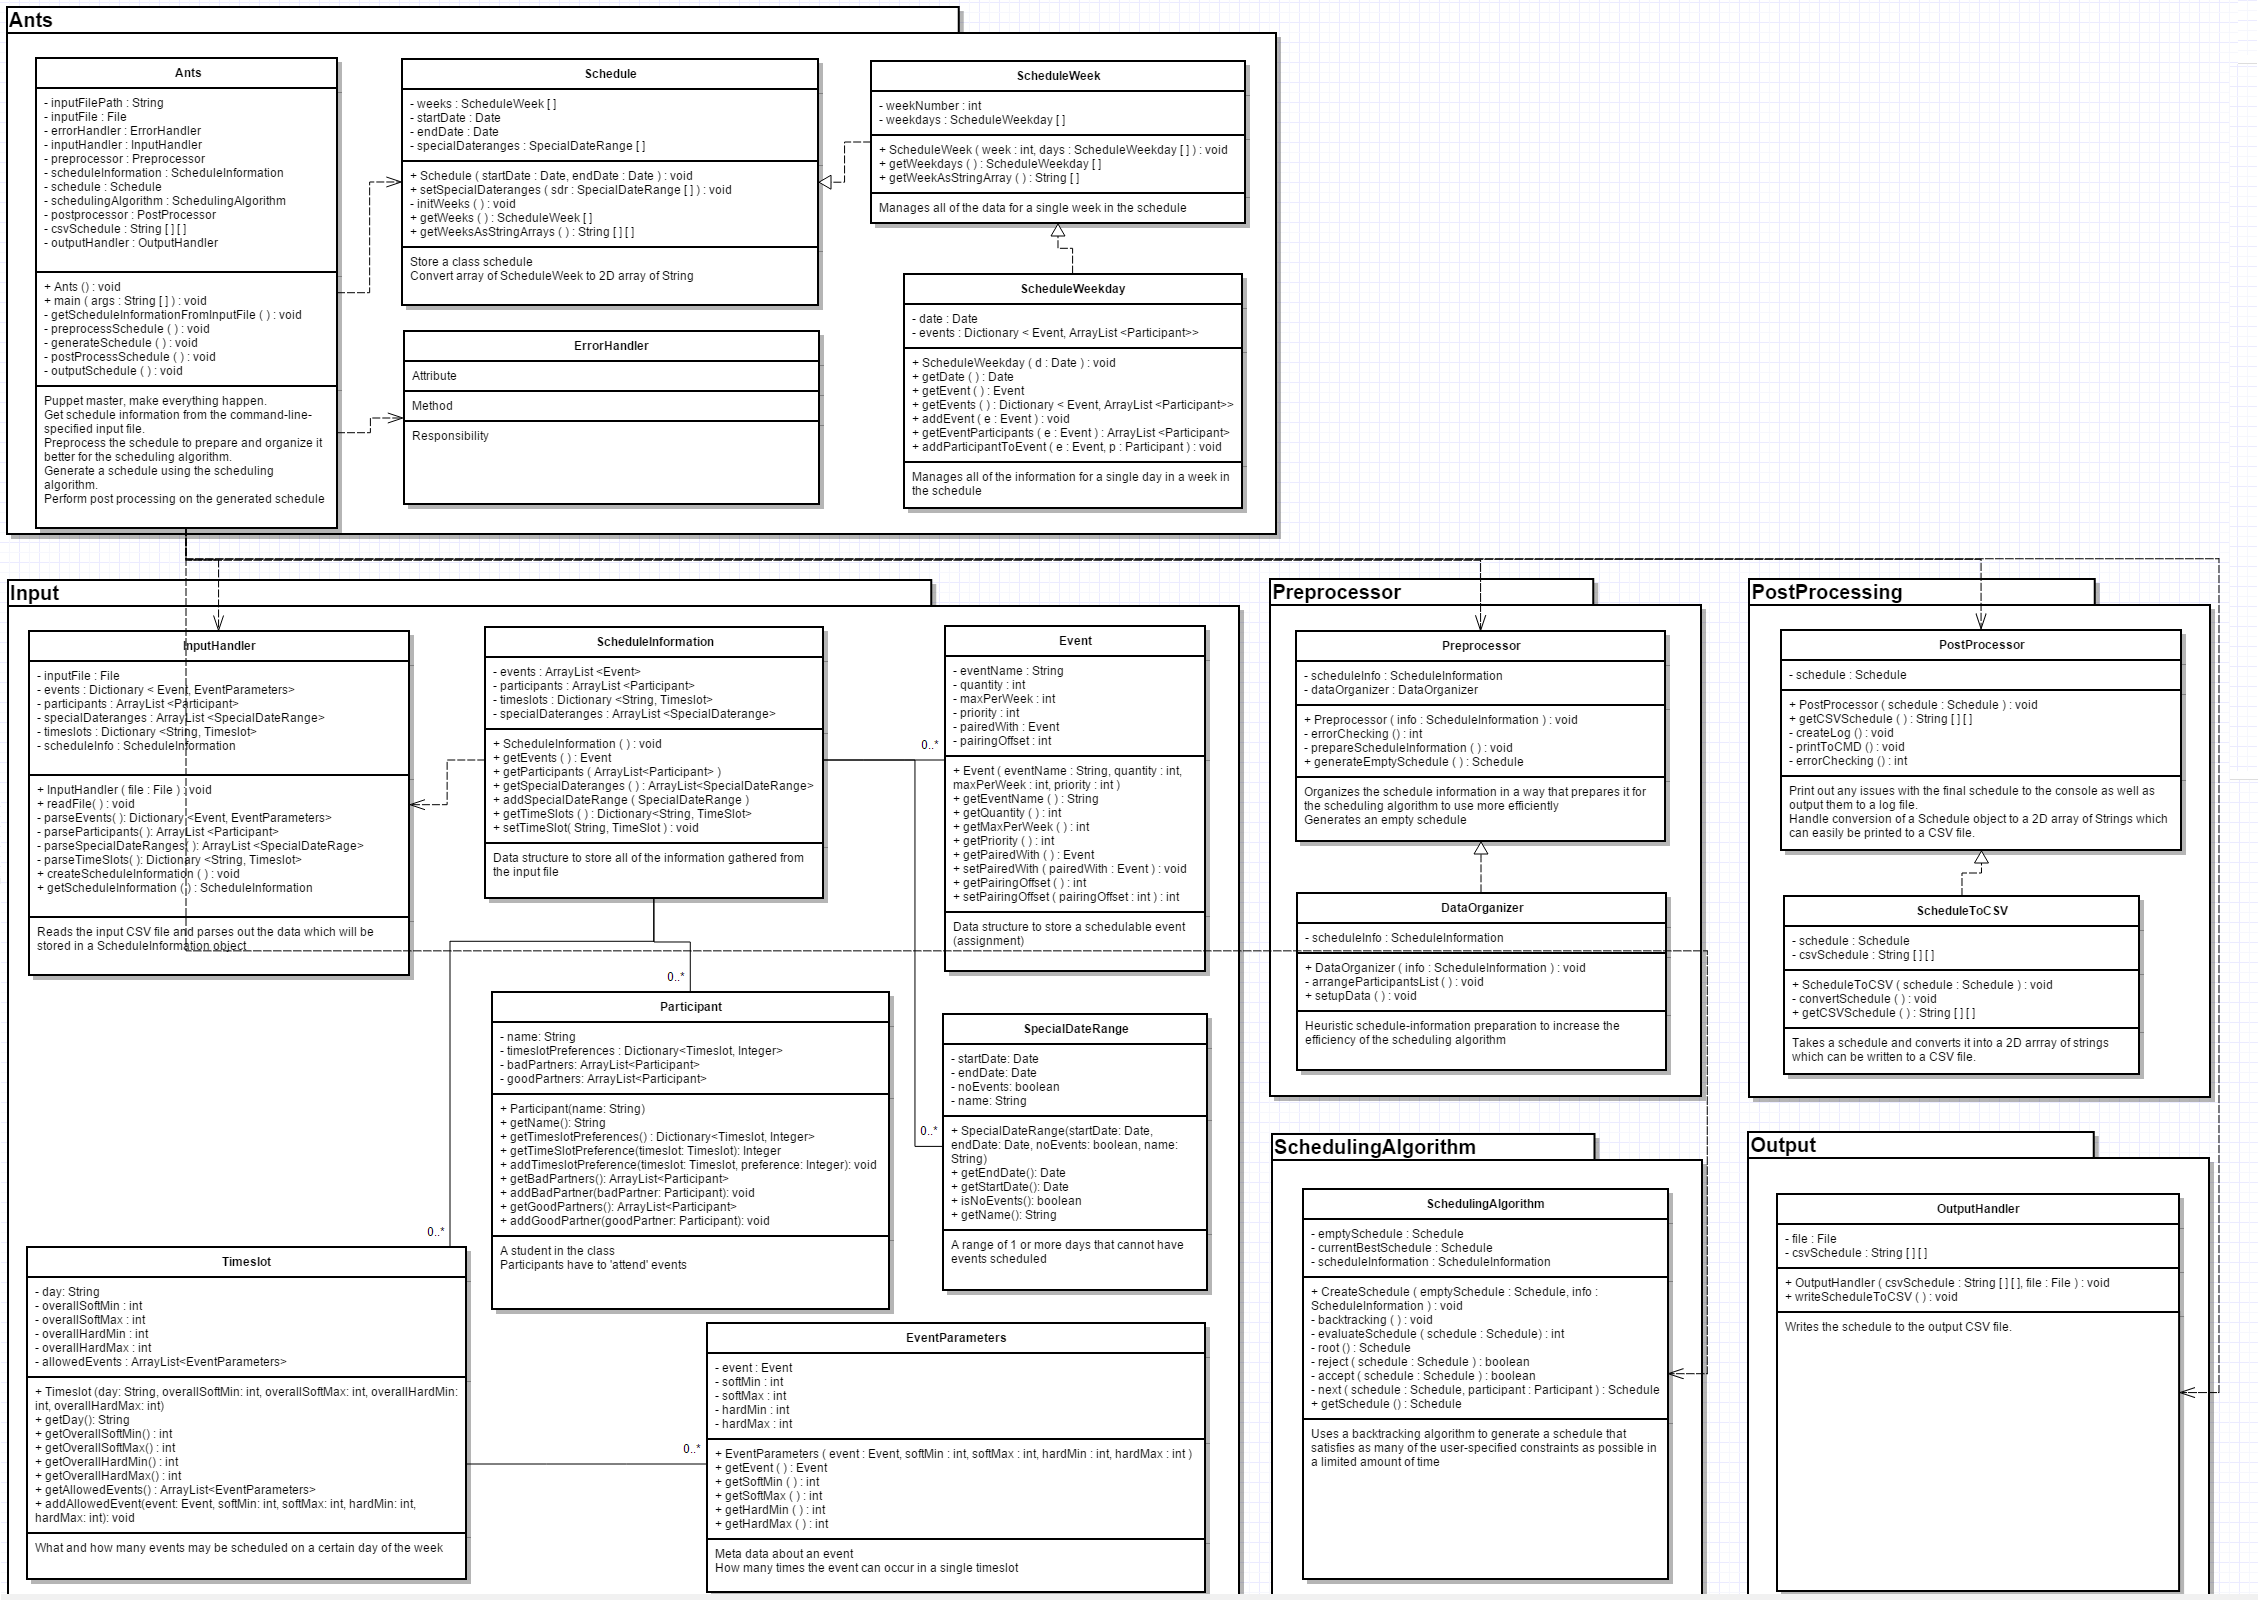 Ants
Ants
- inputFilePath : String
- inputFile : File
- errorHandler : ErrorHandler
- inputHandler : InputHandler
- preprocessor : Preprocessor
- scheduleInformation : ScheduleInformation
- schedule : Schedule
- schedulingAlgorithm : SchedulingAlgorithm
- postprocessor : PostProcessor
- csvSchedule : String [ ] [ ]
- outputHandler : OutputHandler
+ Ants () : void
+ main ( args : String [ ] ) : void
- getScheduleInformationFromInputFile ( ) : void
- preprocessSchedule ( ) : void
- generateSchedule ( ) : void
- postProcessSchedule ( ) : void
- outputSchedule ( ) : void
Puppet master, make everything happen.
Get schedule information from the command-line-
specified input file.
Preprocess the schedule to prepare and organize it
better for the scheduling algorithm.
Generate a schedule using the scheduling
algorithm.
Perform post processing on the generated schedule
Schedule
- weeks : ScheduleWeek [ ]
- startDate : Date
- endDate : Date
- specialDateranges : SpecialDateRange [ ]
+ Schedule ( startDate : Date, endDate : Date ) : void
+ setSpecialDateranges ( sdr : SpecialDateRange [ ] ) : void
- initWeeks ( ) : void
+ getWeeks ( ) : ScheduleWeek [ ]
+ getWeeksAsStringArrays ( ) : String [ ] [ ]
Store a class schedule
Convert array of ScheduleWeek to 2D array of String
ErrorHandler
Attribute
Method
Responsibility
ScheduleWeek
- weekNumber : int
- weekdays : ScheduleWeekday [ ]
+ ScheduleWeek ( week : int, days : ScheduleWeekday [ ] ) : void
+ getWeekdays ( ) : ScheduleWeekday [ ]
+ getWeekAsStringArray ( ) : String [ ]
Manages all of the data for a single week in the schedule
ScheduleWeekday
- date : Date
- events : Dictionary < Event, ArrayList <Participant>>
+ ScheduleWeekday ( d : Date ) : void
+ getDate ( ) : Date
+ getEvent ( ) : Event
+ getEvents ( ) : Dictionary < Event, ArrayList <Participant>>
+ addEvent ( e : Event ) : void
+ getEventParticipants ( e : Event ) : ArrayList <Participant>
+ addParticipantToEvent ( e : Event, p : Participant ) : void
Manages all of the information for a single day in a week in
the schedule
Input
InputHandler
- inputFile : File
- events : Dictionary < Event, EventParameters>
- participants : ArrayList <Participant>
- specialDateranges : ArrayList <SpecialDateRange>
- timeslots : Dictionary <String, Timeslot>
- scheduleInfo : ScheduleInformation
+ InputHandler ( file : File ) : void
+ readFile( ) : void
- parseEvents( ): Dictionary <Event, EventParameters>
- parseParticipants( ): ArrayList <Participant>
- parseSpecialDateRanges( ): ArrayList <SpecialDateRage>
- parseTimeSlots( ): Dictionary <String, Timeslot>
+ createScheduleInformation ( ) : void
+ getScheduleInformation ( ) : ScheduleInformation
Reads the input CSV file and parses out the data which will be
stored in a ScheduleInformation object
ScheduleInformation
- events : ArrayList <Event>
- participants : ArrayList <Participant>
- timeslots : Dictionary <String, Timeslot>
- specialDateranges : ArrayList <SpecialDaterange>
+ ScheduleInformation ( ) : void
+ getEvents ( ) : Event
+ getParticipants ( ArrayList<Participant> )
+ getSpecialDateranges ( ) : ArrayList<SpecialDateRange>
+ addSpecialDateRange ( SpecialDateRange )
+ getTimeSlots ( ) : Dictionary<String, TimeSlot>
+ setTimeSlot( String, TimeSlot ) : void
Data structure to store all of the information gathered from
the input file
0..*
Event
- eventName : String
- quantity : int
- maxPerWeek : int
- priority : int
- pairedWith : Event
- pairingOffset : int
+ Event ( eventName : String, quantity : int,
maxPerWeek : int, priority : int )
+ getEventName ( ) : String
+ getQuantity ( ) : int
+ getMaxPerWeek ( ) : int
+ getPriority ( ) : int
+ getPairedWith ( ) : Event
+ setPairedWith ( pairedWith : Event ) : void
+ getPairingOffset ( ) : int
+ setPairingOffset ( pairingOffset : int ) : int
Data structure to store a schedulable event
(assignment)
0..*
Participant
- name: String
- timeslotPreferences : Dictionary<Timeslot, Integer>
- badPartners: ArrayList<Participant>
- goodPartners: ArrayList<Participant>
+ Participant(name: String)
+ getName(): String
+ getTimeslotPreferences() : Dictionary<Timeslot, Integer>
+ getTimeSlotPreference(timeslot: Timeslot): Integer
+ addTimeslotPreference(timeslot: Timeslot, preference: Integer): void
+ getBadPartners(): ArrayList<Participant>
+ addBadPartner(badPartner: Participant): void
+ getGoodPartners(): ArrayList<Participant>
+ addGoodPartner(goodPartner: Participant): void
A student in the class
Participants have to 'attend' events
0..*
SpecialDateRange
- startDate: Date
- endDate: Date
- noEvents: boolean
- name: String
+ SpecialDateRange(startDate: Date,
endDate: Date, noEvents: boolean, name:
String)
+ getEndDate(): Date
+ getStartDate(): Date
+ isNoEvents(): boolean
+ getName(): String
A range of 1 or more days that cannot have
events scheduled
0..*
Timeslot
- day: String
- overallSoftMin : int
- overallSoftMax : int
- overallHardMin : int
- overallHardMax : int
- allowedEvents : ArrayList<EventParameters>
+ Timeslot (day: String, overallSoftMin: int, overallSoftMax: int, overallHardMin:
int, overallHardMax: int)
+ getDay(): String
+ getOverallSoftMin() : int
+ getOverallSoftMax() : int
+ getOverallHardMin() : int
+ getOverallHardMax() : int
+ getAllowedEvents() : ArrayList<EventParameters>
+ addAllowedEvent(event: Event, softMin: int, softMax: int, hardMin: int,
hardMax: int): void
What and how many events may be scheduled on a certain day of the week
0..*
EventParameters
- event : Event
- softMin : int
- softMax : int
- hardMin : int
- hardMax : int
+ EventParameters ( event : Event, softMin : int, softMax : int, hardMin : int, hardMax : int )
+ getEvent ( ) : Event
+ getSoftMin ( ) : int
+ getSoftMax ( ) : int
+ getHardMin ( ) : int
+ getHardMax ( ) : int
Meta data about an event
How many times the event can occur in a single timeslot
Preprocessor
Preprocessor
- scheduleInfo : ScheduleInformation
- dataOrganizer : DataOrganizer
+ Preprocessor ( info : ScheduleInformation ) : void
- errorChecking () : int
- prepareScheduleInformation ( ) : void
+ generateEmptySchedule ( ) : Schedule
Organizes the schedule information in a way that prepares it for
the scheduling algorithm to use more efficiently
Generates an empty schedule
DataOrganizer
- scheduleInfo : ScheduleInformation
+ DataOrganizer ( info : ScheduleInformation ) : void
- arrangeParticipantsList ( ) : void
+ setupData ( ) : void
Heuristic schedule-information preparation to increase the
efficiency of the scheduling algorithm
PostProcessing
PostProcessor
- schedule : Schedule
+ PostProcessor ( schedule : Schedule ) : void
+ getCSVSchedule ( ) : String [ ] [ ]
- createLog () : void
- printToCMD () : void
- errorChecking () : int
Print out any issues with the final schedule to the console as well as
output them to a log file.
Handle conversion of a Schedule object to a 2D array of Strings which
can easily be printed to a CSV file.
ScheduleToCSV
- schedule : Schedule
- csvSchedule : String [ ] [ ]
+ ScheduleToCSV ( schedule : Schedule ) : void
- convertSchedule ( ) : void
+ getCSVSchedule ( ) : String [ ] [ ]
Takes a schedule and converts it into a 2D arrray of strings
which can be written to a CSV file.
SchedulingAlgorithm
SchedulingAlgorithm
- emptySchedule : Schedule
- currentBestSchedule : Schedule
- scheduleInformation : ScheduleInformation
+ CreateSchedule ( emptySchedule : Schedule, info :
ScheduleInformation ) : void
- backtracking ( ) : void
- evaluateSchedule ( schedule : Schedule) : int
- root () : Schedule
- reject ( schedule : Schedule ) : boolean
- accept ( schedule : Schedule ) : boolean
- next ( schedule : Schedule, participant : Participant ) : Schedule
+ getSchedule () : Schedule
Uses a backtracking algorithm to generate a schedule that
satisfies as many of the user-specified constraints as possible in
a limited amount of time
Output
OutputHandler
- file : File
- csvSchedule : String [ ] [ ]
+ OutputHandler ( csvSchedule : String [ ] [ ], file : File ) : void
+ writeScheduleToCSV ( ) : void
Writes the schedule to the output CSV file.